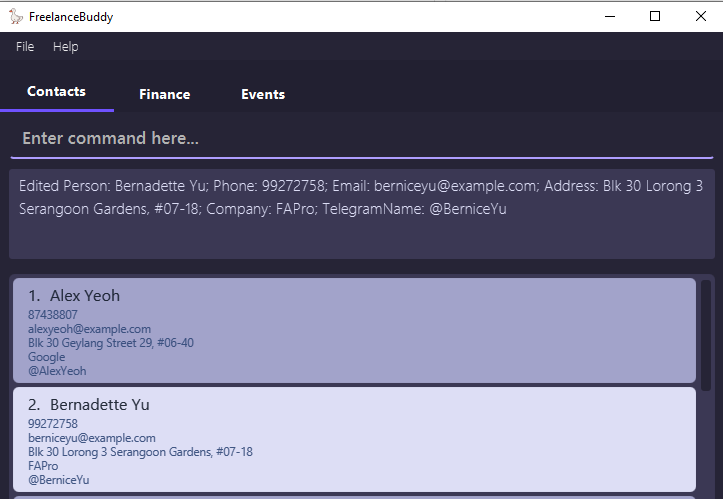 FreelanceBuddy
File Help
Contacts Finance Events
Enter command here...
Edited Person: Bernadette Yu; Phone: 99272758; Email: berniceyu@example.com; Address: Blk 30 Lorong 3
Serangoon Gardens, #07-18; Company: FAPro; TelegramName: @BerniceYu
1. Alex Yeoh
87438807
alexyeoh@example.com
Blk 30 Geylang Street 29, #06-40
Google
@AlexYeoh
2. Bernadette Yu
99272758
berniceyu@example.com
Blk 30 Lorong 3 Serangoon Gardens, #07-18
FAPro
@BerniceYu